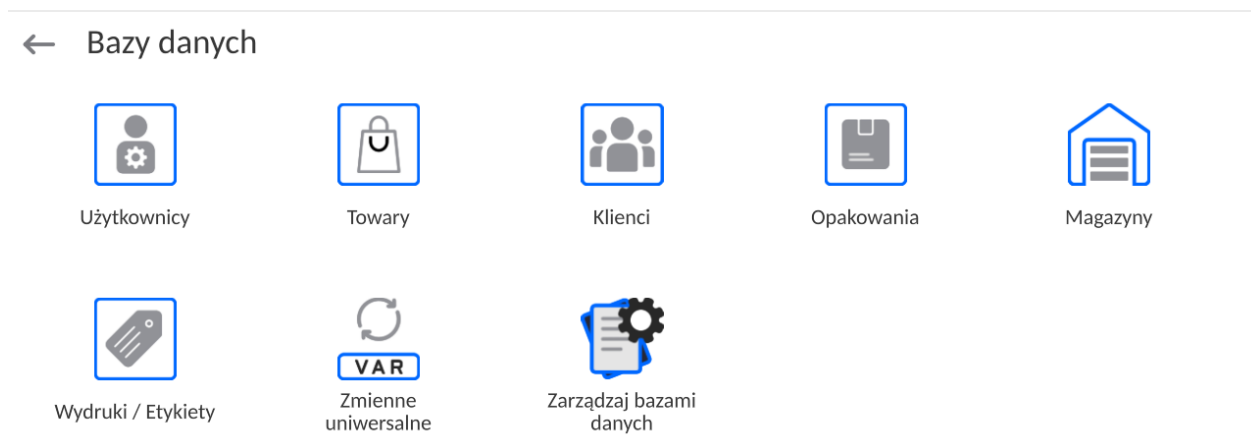 Bazy danych
Użytkownicy
Towary
Klienci
Opakowania
Magazyny
VAR
Wydruki / Etykiety
Zmienne
uniwersalne
Zarządzaj bazami
danych